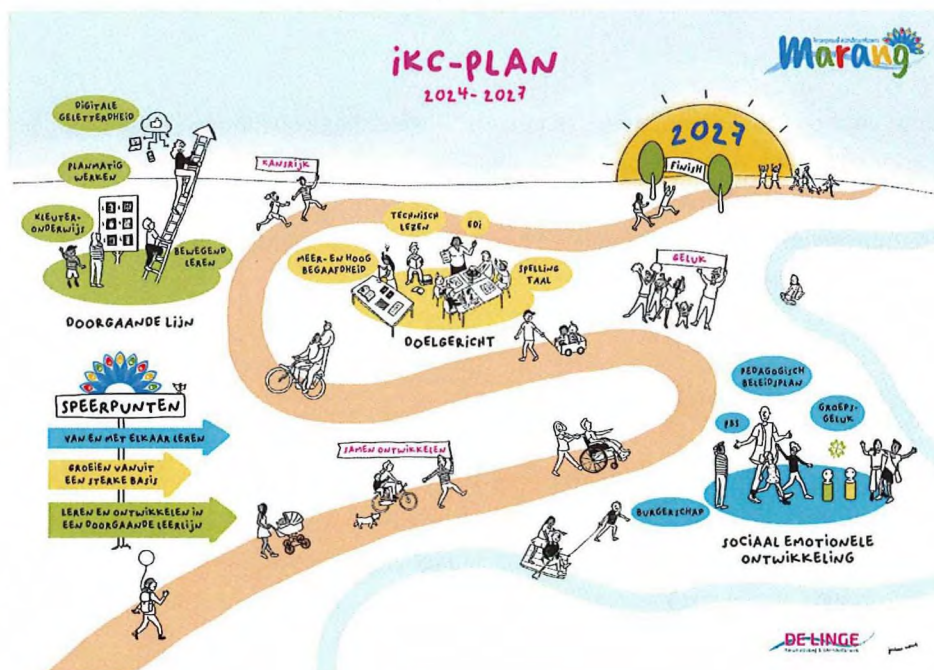 iKC-PLAN
2024-2027
Marang
DIGITALE
GELETTERDHEID
PLANMATIG
WERKEN
KLEUTER-
ONDERWIJS
BEWEGEND
LEREN
DOORGAANDE LIJN
KANSRIJK
2027
FINISH
TECHNISCH
LEZEN
EDI
MEER- EN HOOG
BEGAAFDHEID
SPELLING
TAAL
DOELGERICHT
GELUK
SPEERPUNTEN
VAN EN MET ELKAAR LEREN
GROEIEN VANUIT
EEN STERKE BASIS
LEREN EN ONTWIKKELEN IN
EEN DOORGAANDE LEERLIJN
SAMEN ONTWIKKELEN
PEDAGOGISCH
BELEIDSPLAN
PBS
GROEPS-
GELUK
BURGERSCHAP
SOCIAAL EMOTIONELE
ONTWIKKELING
DE LINGE